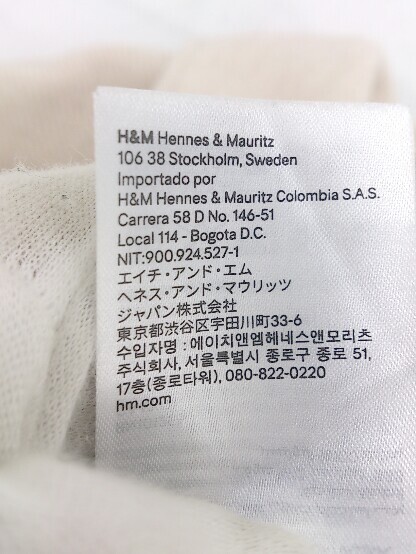 H&M Hennes & Mauritz
106 38 Stockholm, Sweden
Importado por
H&M Hennes & Mauritz Colombia S.A.S.
Carrera 58 D No. 146-51
Local 114 - Bogota D.C.
NIT:900.924.527-1
エイチ・アンド・エム
ヘネス・アンド・マウリッツ
ジャパン株式会社
東京都渋谷区宇田川町33-6
수입자명 : 에이치앤엠헤네스앤모리츠
주식회사, 서울특별시 종로구 종로 51,
17층(종로타워), 080-822-0220
hm.com